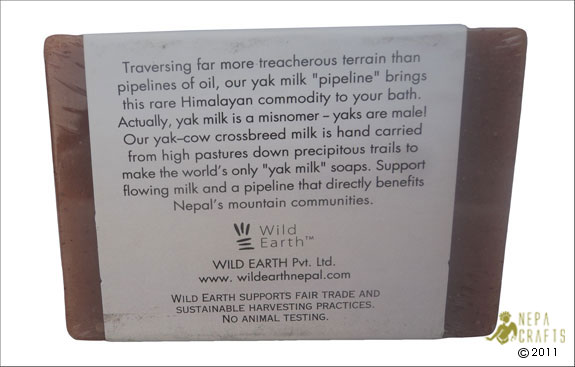 Traversing far more treacherous terrain than
pipelines of oil, our yak milk "pipeline" brings
this rare Himalayan commodity to your bath.
Actually, yak milk is a misnomer – yaks are male!
Our yak–cow crossbreed milk is hand carried
from high pastures down precipitous trails to
make the world's only "yak milk" soaps. Support
flowing milk and a pipeline that directly benefits
Nepal's mountain communities.
Wild
Earth™
WILD EARTH Pvt. Ltd.
www. wildearthnepal.com
WILD EARTH SUPPORTS FAIR TRADE AND
SUSTAINABLE HARVESTING PRACTICES.
NO ANIMAL TESTING.
NEPA
CRAFTS
©2011